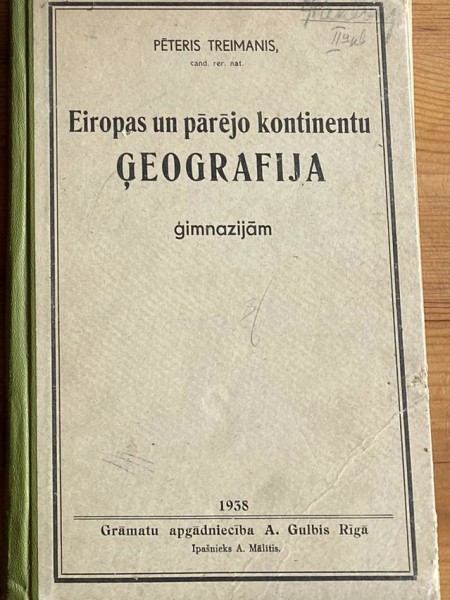 PĒTERIS TREIMANIS,
cand. rer. nat.
Eiropas un pārējo kontinentu
ĢEOGRAFIJA
ģimnazijām
1938
Grāmatu apgādniecība A. Gulbis Rīgā
Īpašnieks A. Mālītis.